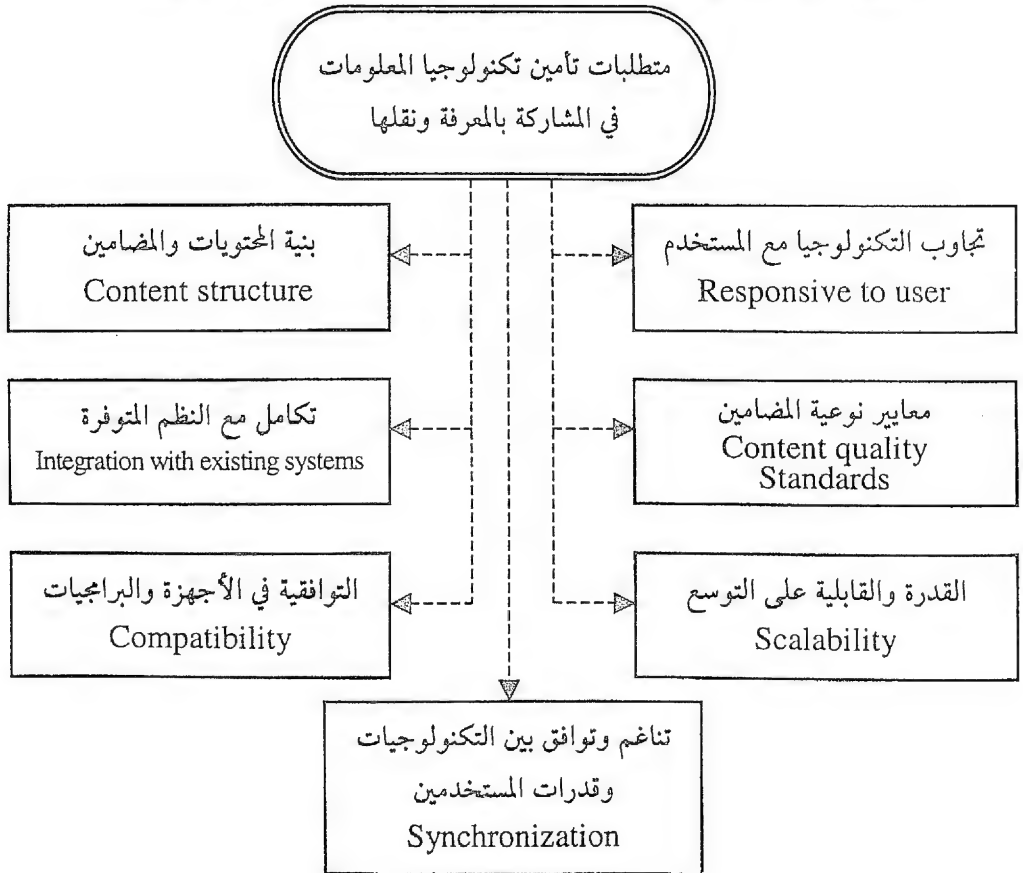 متطلبات تأمين تكنولوجيا المعلومات
في المشاركة بالمعرفة ونقلها
تجاوب التكنولوجيا مع المستخدم
Responsive to user
بنية المحتويات والمضامين
Content structure
معايير نوعية المضامين
Content quality
Standards
تكامل مع النظم المتوفرة
Integration with existing systems
القدرة والقابلية على التوسع
Scalability
التوافقية في الأجهزة والبرامجيات
Compatibility
تناغم وتوافق بين التكنولوجيات
وقدرات المستخدمين
Synchronization